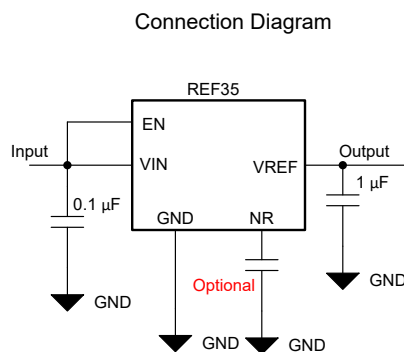 Connection Diagram
REF35
EN
Input
VIN
VREF
Output
0.1 µF
1 µF
GND
NR
Optional
GND
GND
GND
GND